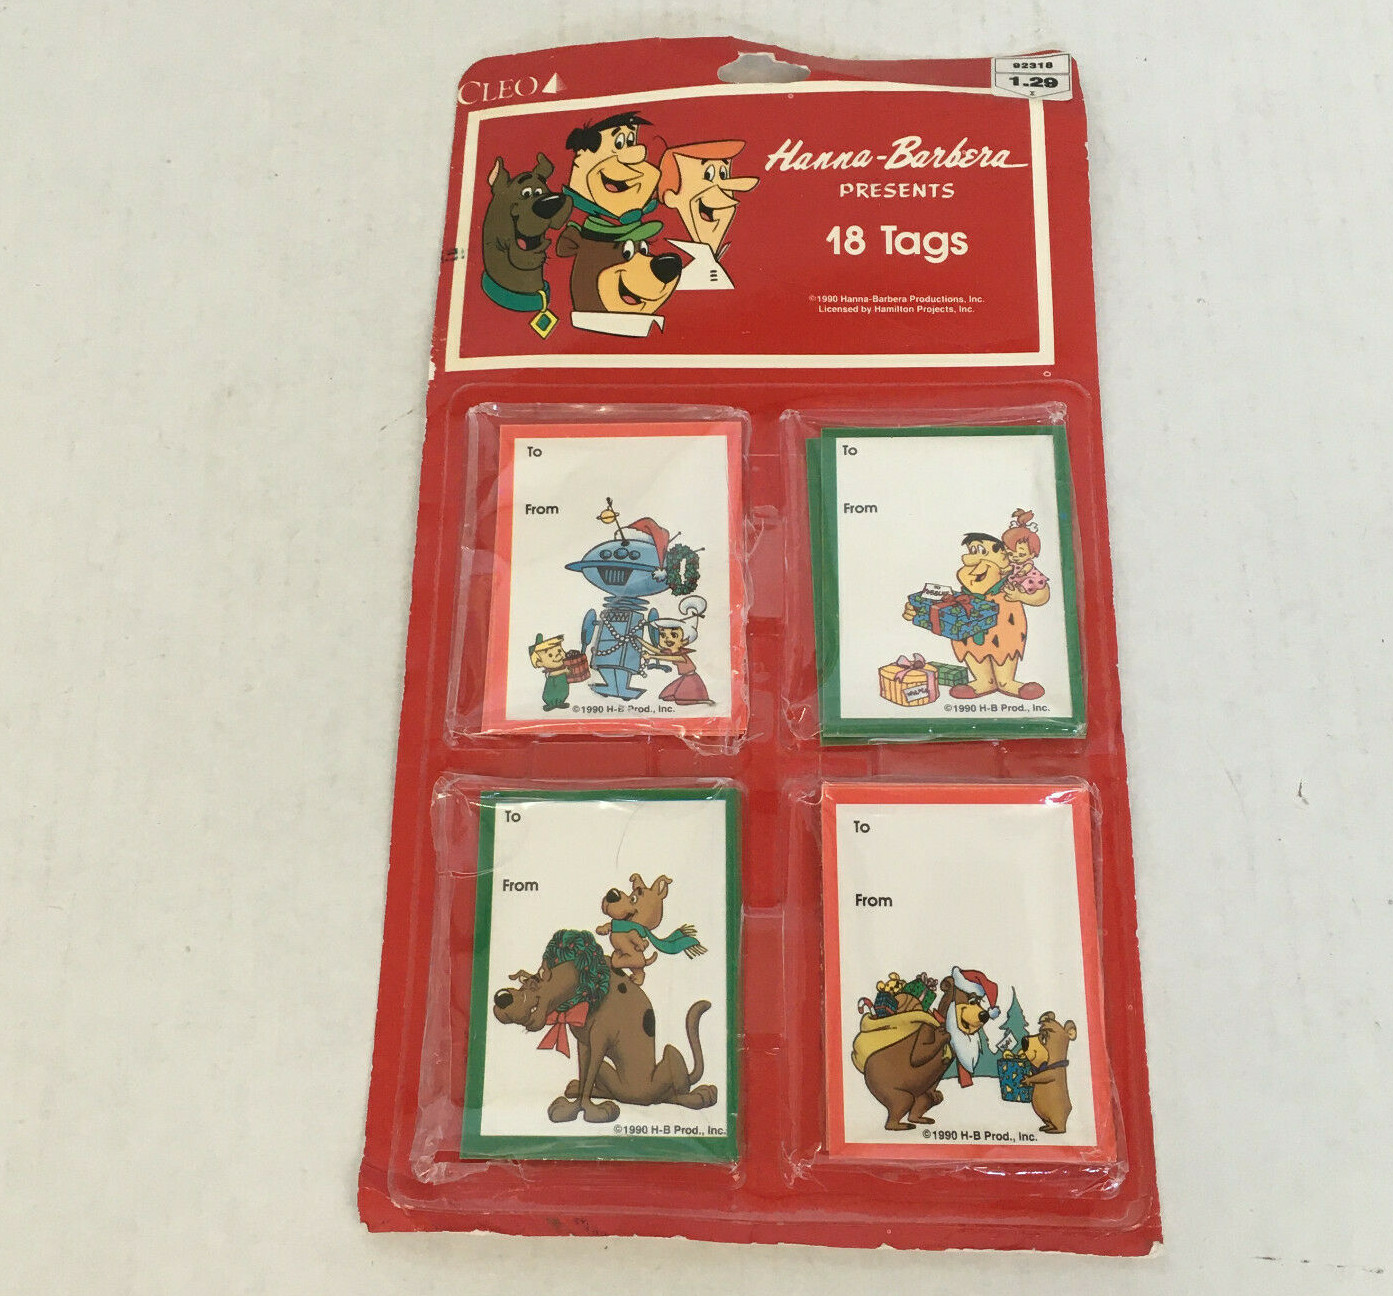 CLEO
92318
1.29
Hanna-Barbera
PRESENTS
18 Tags
©1990 Hanna-Barbera Productions, Inc.
Licensed by Hamilton Projects, Inc.
To
From
©1990 H-B Prod., Inc.
To
From
©1990 H-B Prod., Inc.
To
From
©1990 H-B Prod., Inc.
To
From
©1990 H-B Prod., Inc.